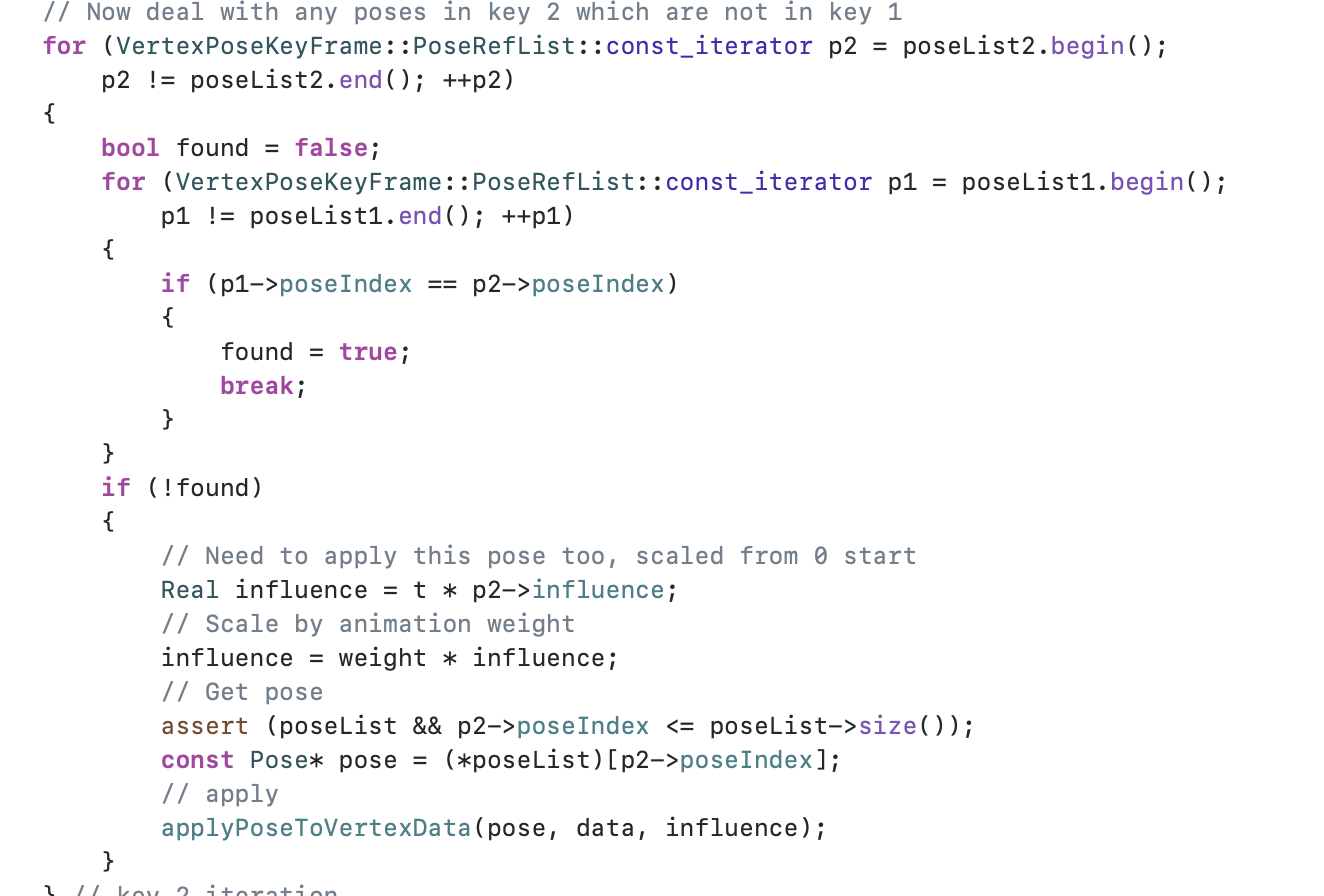 // Now deal with any poses in key 2 which are not in key 1
for (VertexPoseKeyFrame::PoseRefList::const_iterator p2 = poseList2.begin();
    p2 != poseList2.end(); ++p2)
{
    bool found = false;
    for (VertexPoseKeyFrame::PoseRefList::const_iterator p1 = poseList1.begin();
        p1 != poseList1.end(); ++p1)
    {
        if (p1->poseIndex == p2->poseIndex)
        {
            found = true;
            break;
        }
    }
    if (!found)
    {
        // Need to apply this pose too, scaled from 0 start
        Real influence = t * p2->influence;
        // Scale by animation weight
        influence = weight * influence;
        // Get pose
        assert (poseList && p2->poseIndex <= poseList->size());
        const Pose* pose = (*poseList)[p2->poseIndex];
        // apply
        applyPoseToVertexData(pose, data, influence);
    }
} // key 2 iteration